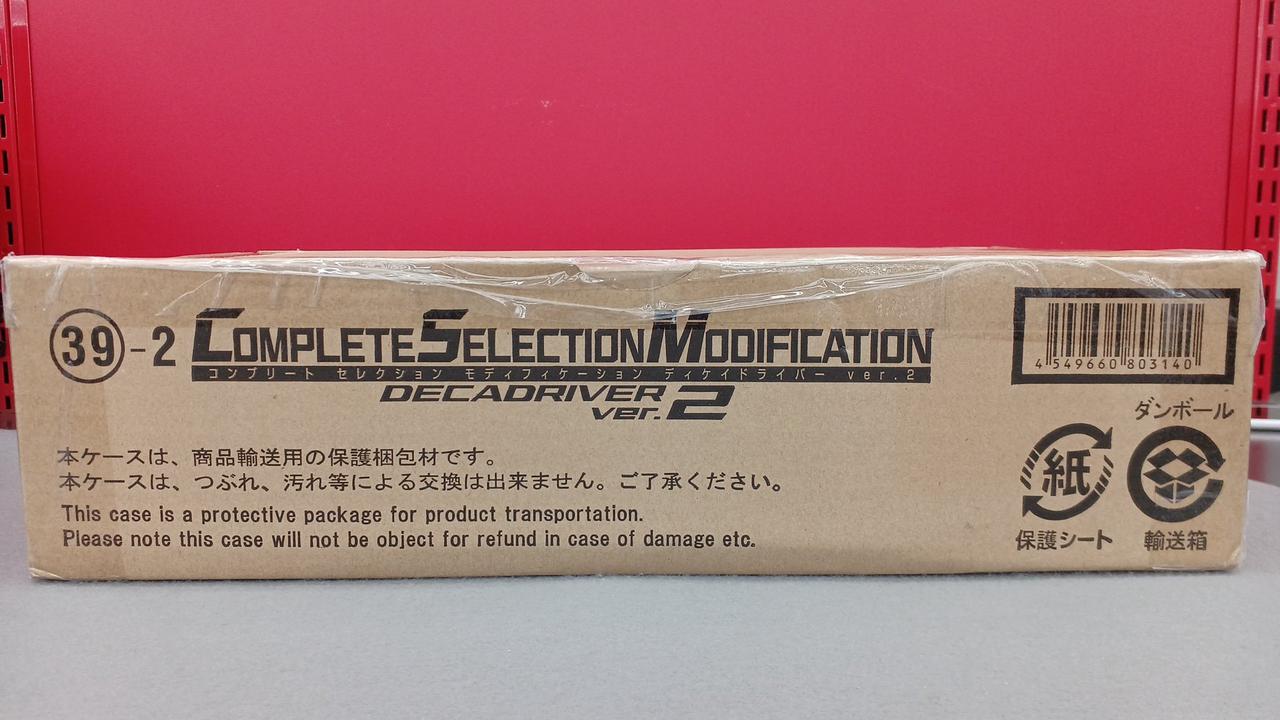 39-2 COMPLETE SELECTION MODIFICATION
コンプリート セレクション モディフィケーション ディケイドライバー ver.2
DECADRIVER
ver.2
本ケースは、商品輸送用の保護梱包材です。
本ケースは、つぶれ、汚れ等による交換は出来ません。ご了承ください。
This case is a protective package for product transportation.
Please note this case will not be object for refund in case of damage etc.
4 549660 803140
ダンボール
紙
保護シート
輸送箱